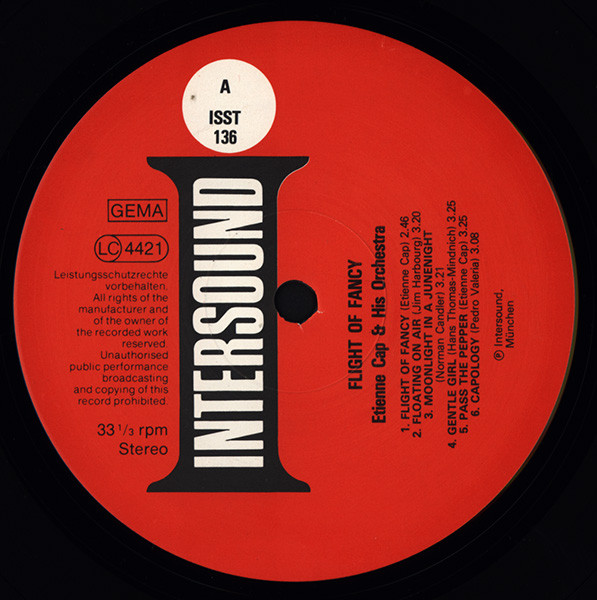 A
ISST
136
INTERSOUND
GEMA
LC 4421
Leistungsschutzrechte
vorbehalten.
All rights of the
manufacturer and
of the owner of
the recorded work
reserved.
Unauthorised
public performance
broadcasting
and copying of this
record prohibited.
33 1/3 rpm
Stereo
FLIGHT OF FANCY
Etienne Cap & His Orchestra
1. FLIGHT OF FANCY (Etienne Cap) 2.46
2. FLOATING ON AIR (Jim Harbourg) 3.20
3. MOONLIGHT IN A JUNENIGHT
(Norman Candler) 3.21
4. GENTLE GIRL (Hans Thomas-Mindnich) 3.25
5. PASS THE PEPPER (Etienne Cap) 3.25
6. CAPOLOGY (Pedro Valeria) 3.08
℗ Intersound,
München